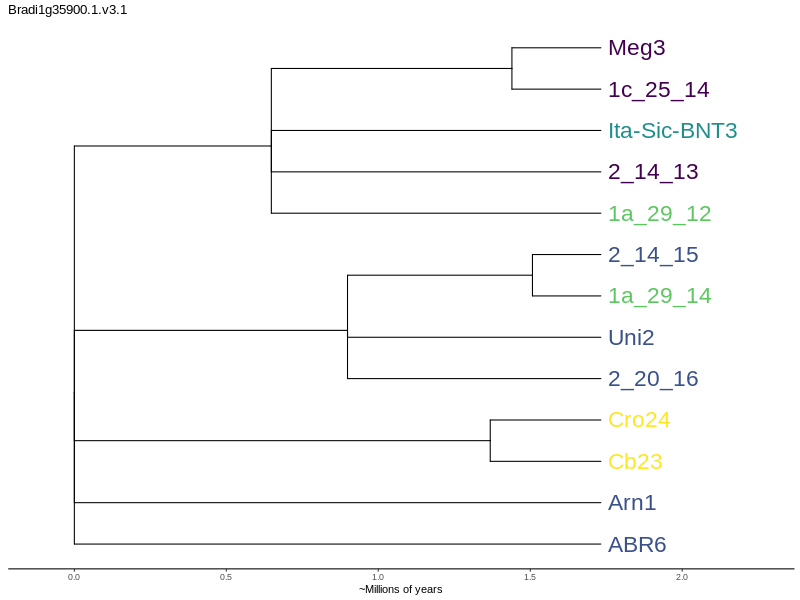 Bradi1g35900.1.v3.1
Meg3
1c_25_14
Ita-Sic-BNT3
2_14_13
1a_29_12
2_14_15
1a_29_14
Uni2
2_20_16
Cro24
Cb23
Arn1
ABR6
0.0 0.5 1.0 1.5 2.0
~Millions of years